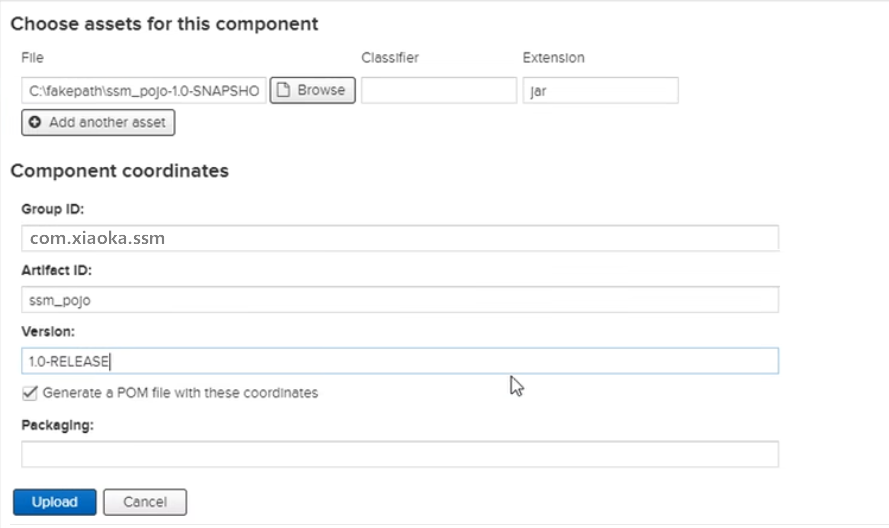 Choose assets for this component
File Classifier Extension
C:\fakepath\ssm_pojo-1.0-SNAPSHO Browse jar
Add another asset
Component coordinates
Group ID:
com.xiaoka.ssm
Artifact ID:
ssm_pojo
Version:
1.0-RELEASE
Generate a POM file with these coordinates
Packaging:
Upload Cancel